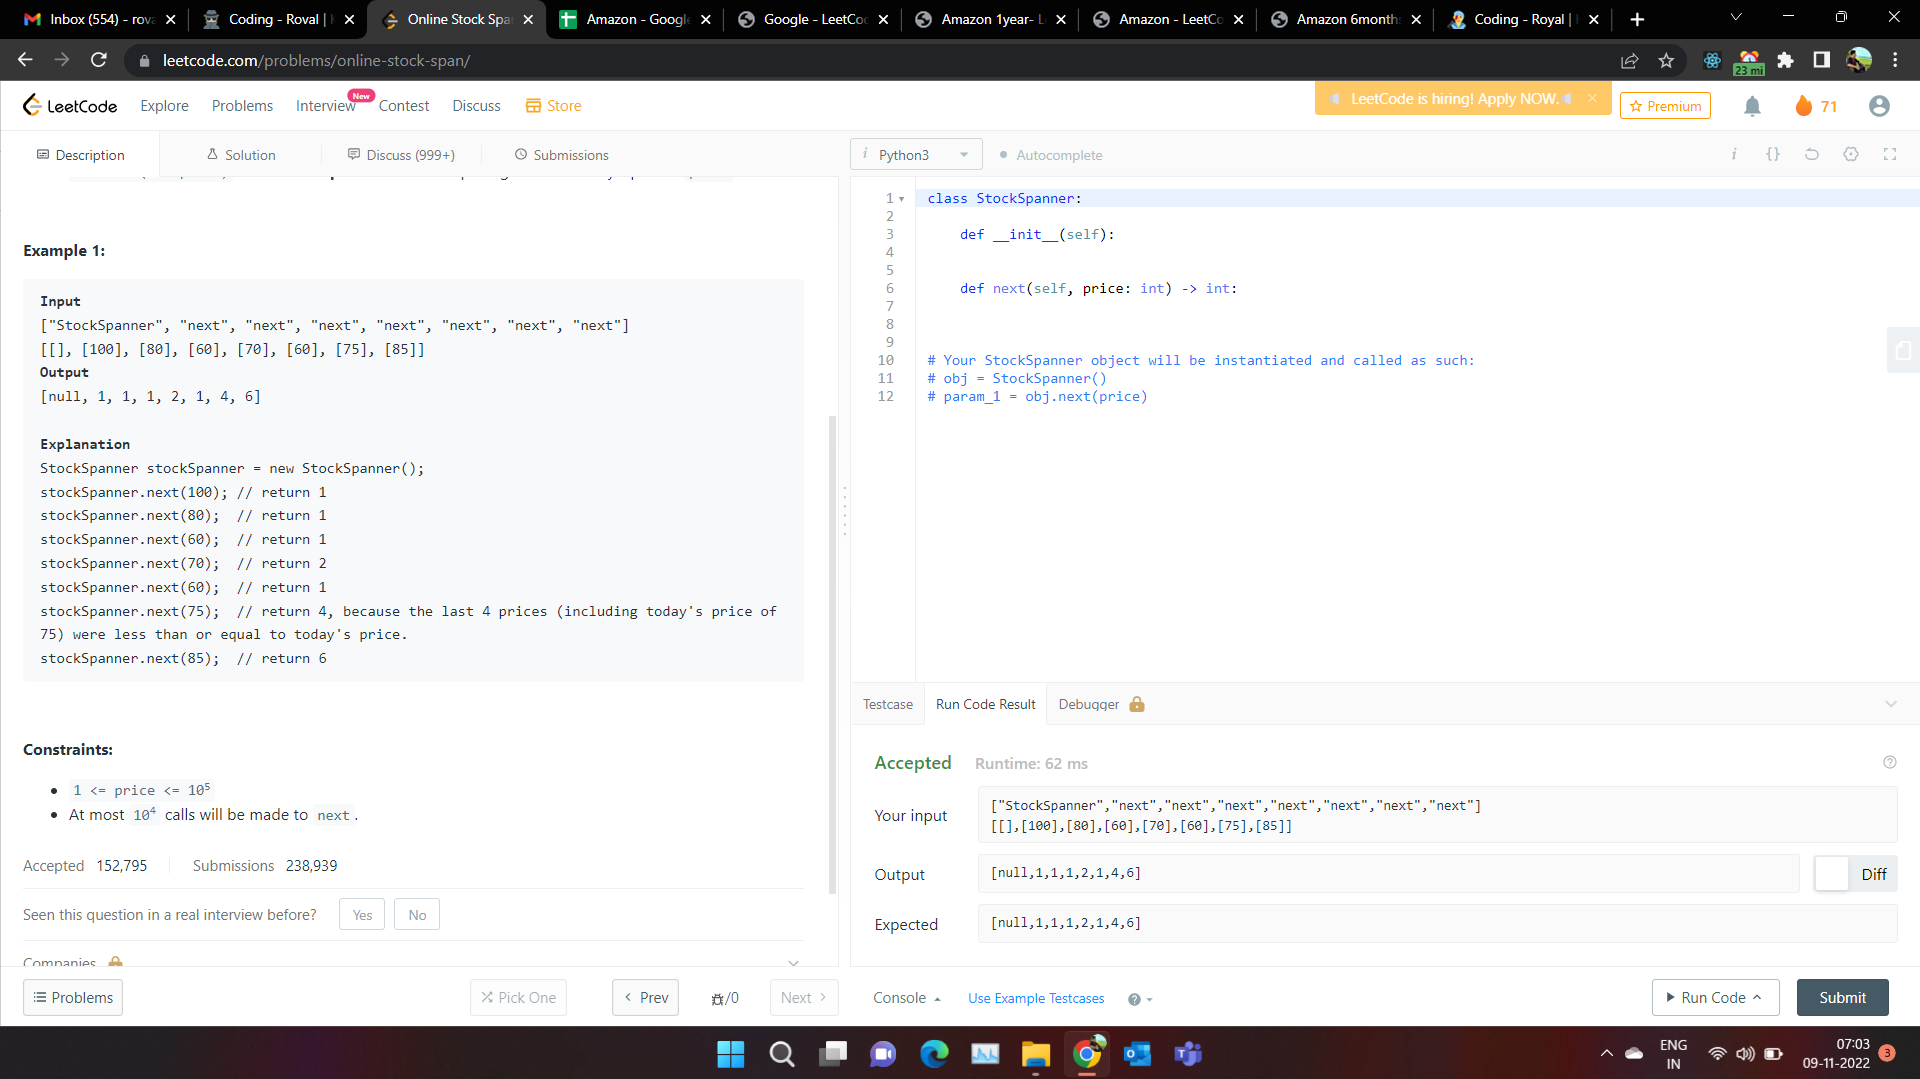 Inbox (554) - rova
Coding - Roval |
Online Stock Spa
Amazon - Google
Google - LeetCo
Amazon 1year- L
Amazon - LeetCo
Amazon 6month
Coding - Royal |
leetcode.com/problems/online-stock-span/
23 mi
LeetCode
Explore
Problems
Interview
New
Contest
Discuss
Store
LeetCode is hiring! Apply NOW.
Premium
71
Description
Solution
Discuss (999+)
Submissions
i Python3
Autocomplete
i {}
Example 1:
Input
["StockSpanner", "next", "next", "next", "next", "next", "next", "next"]
[[], [100], [80], [60], [70], [60], [75], [85]]
Output
[null, 1, 1, 1, 2, 1, 4, 6]
Explanation
StockSpanner stockSpanner = new StockSpanner();
stockSpanner.next(100); // return 1
stockSpanner.next(80);  // return 1
stockSpanner.next(60);  // return 1
stockSpanner.next(70);  // return 2
stockSpanner.next(60);  // return 1
stockSpanner.next(75);  // return 4, because the last 4 prices (including today's price of
75) were less than or equal to today's price.
stockSpanner.next(85);  // return 6
Constraints:
• 1 <= price <= 10⁵
• At most 10⁴ calls will be made to next.
Accepted 152,795
Submissions 238,939
Seen this question in a real interview before?
Yes
No
Companies
Problems
Pick One
Prev
/0
Next
1 class StockSpanner:
2
3     def __init__(self):
4
5
6     def next(self, price: int) -> int:
7
8
9
10 # Your StockSpanner object will be instantiated and called as such:
11 # obj = StockSpanner()
12 # param_1 = obj.next(price)
Testcase
Run Code Result
Debugger
Accepted
Runtime: 62 ms
Your input
["StockSpanner","next","next","next","next","next","next","next"]
[[],[100],[80],[60],[70],[60],[75],[85]]
Output
[null,1,1,1,2,1,4,6]
Diff
Expected
[null,1,1,1,2,1,4,6]
Console
Use Example Testcases
Run Code
Submit
ENG
IN
07:03
09-11-2022
3